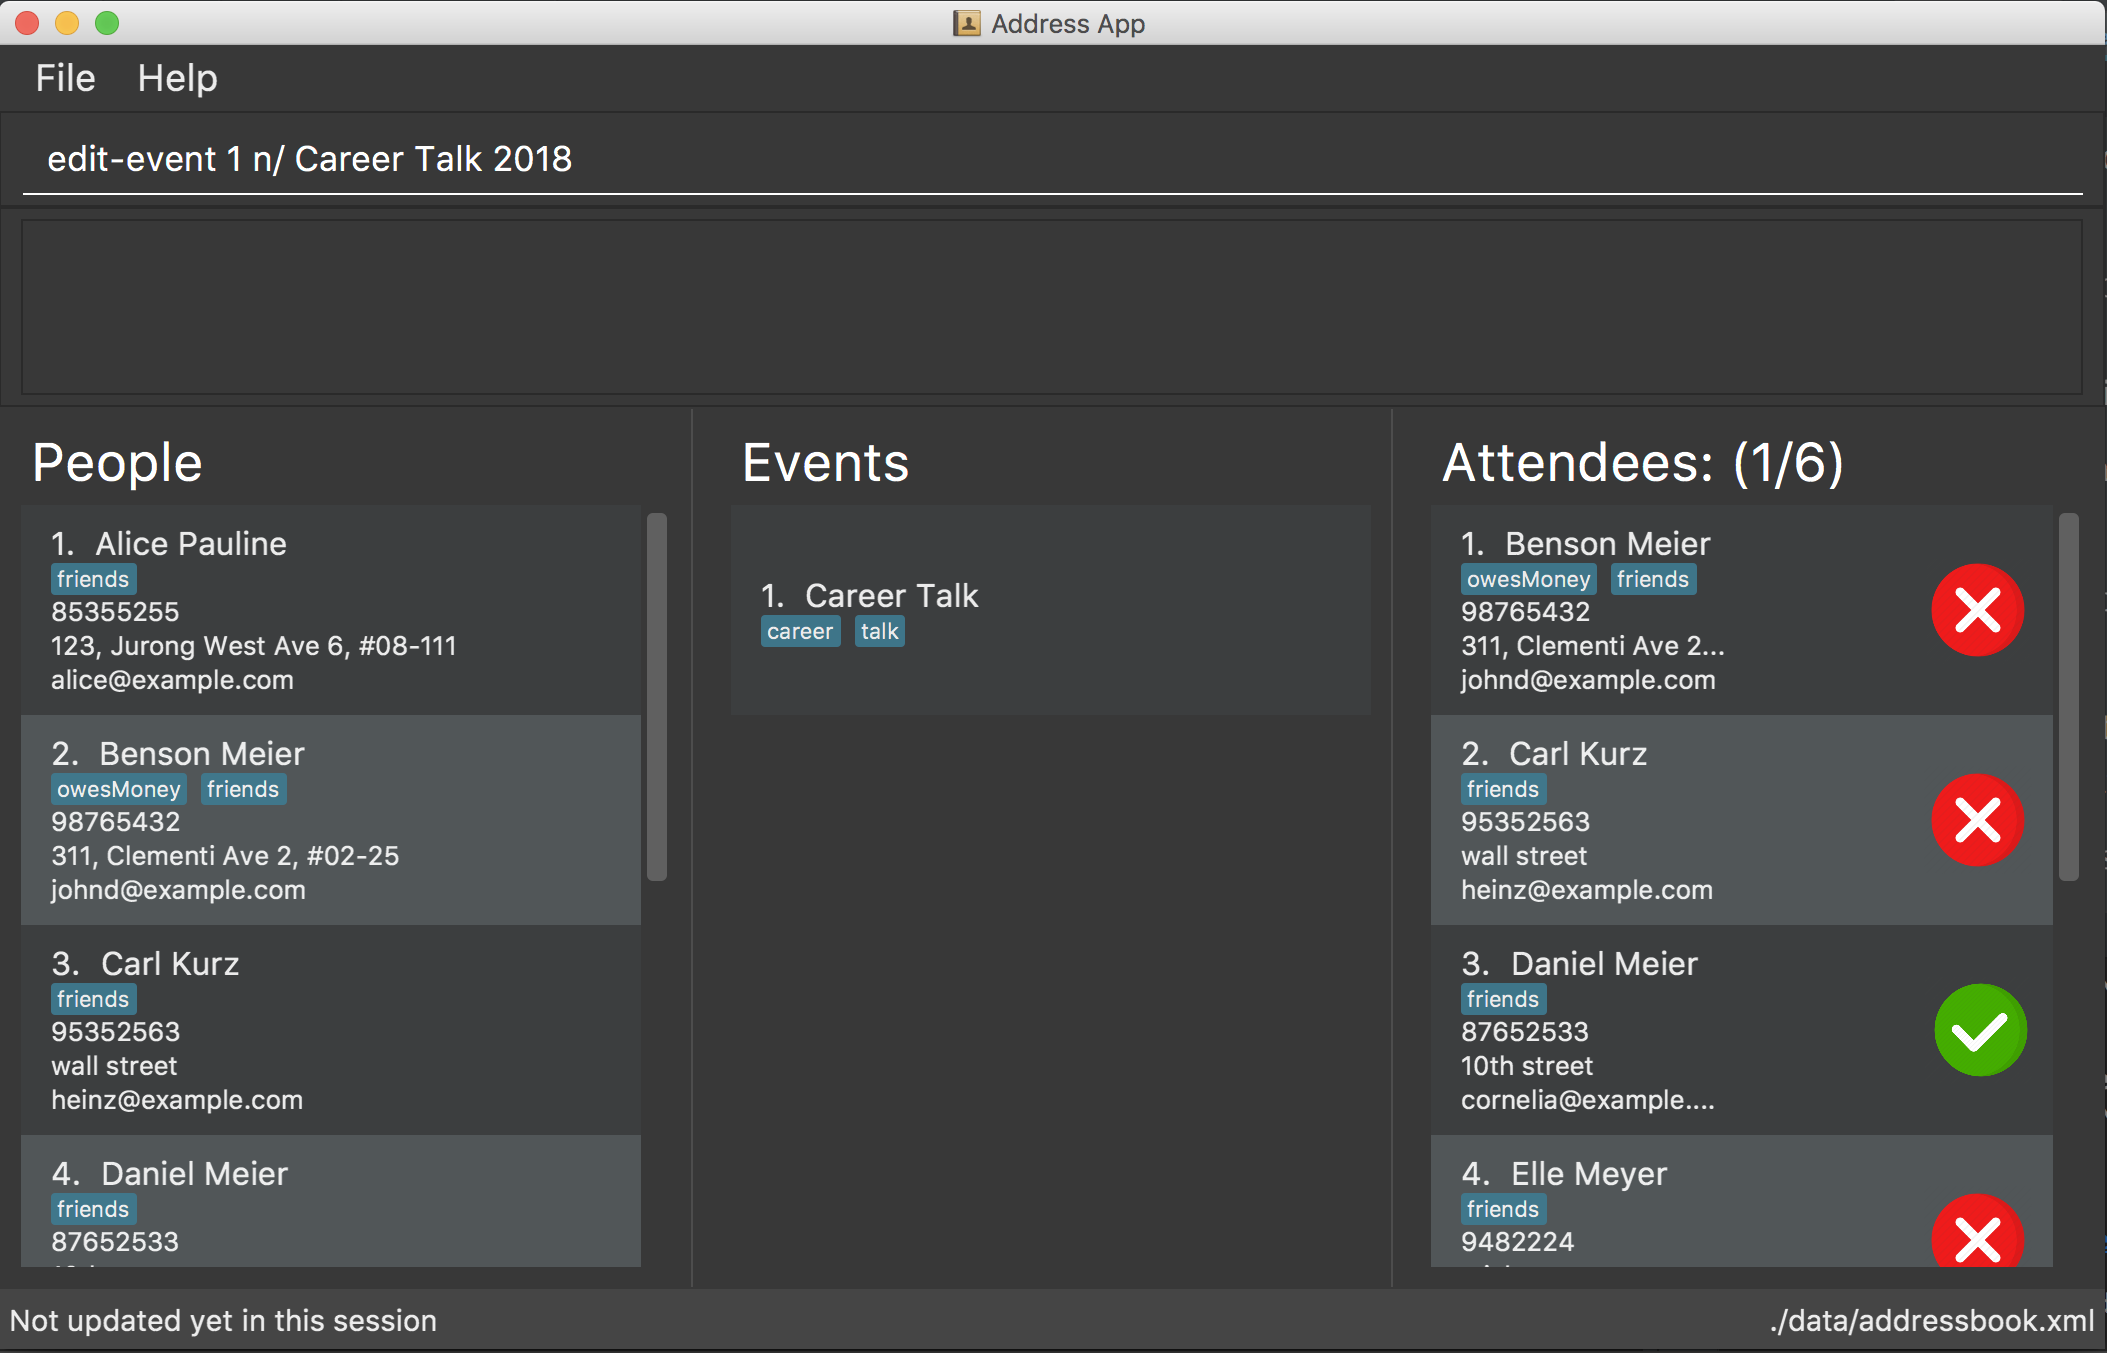 Address App
File Help
edit-event 1 n/ Career Talk 2018
People
1. Alice Pauline
friends
85355255
123, Jurong West Ave 6, #08-111
alice@example.com
2. Benson Meier
owesMoney friends
98765432
311, Clementi Ave 2, #02-25
johnd@example.com
3. Carl Kurz
friends
95352563
wall street
heinz@example.com
4. Daniel Meier
friends
87652533
Events
1. Career Talk
career talk
Attendees: (1/6)
1. Benson Meier
owesMoney friends
98765432
311, Clementi Ave 2...
johnd@example.com
2. Carl Kurz
friends
95352563
wall street
heinz@example.com
3. Daniel Meier
friends
87652533
10th street
cornelia@example....
4. Elle Meyer
friends
9482224
Not updated yet in this session
./data/addressbook.xml